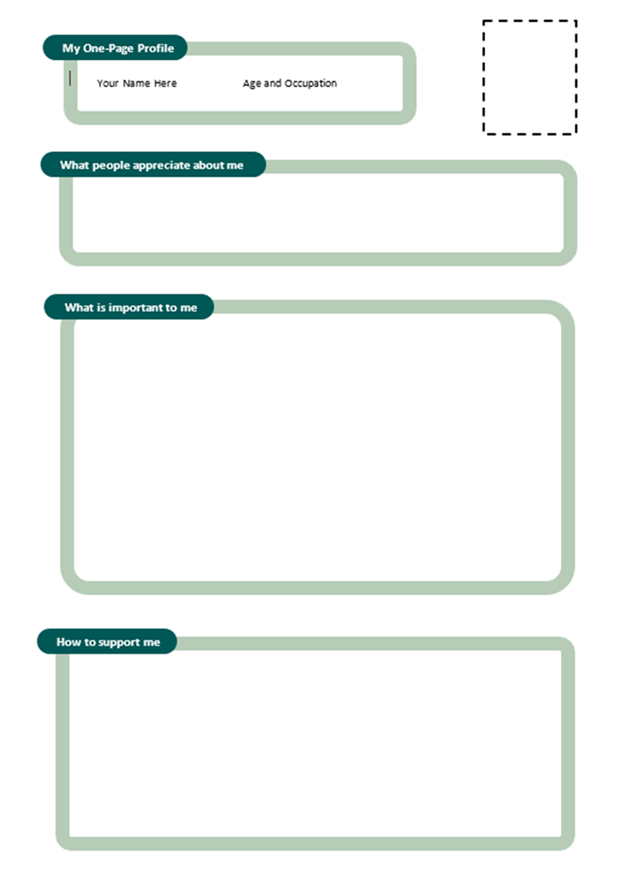 My One-Page Profile
Your Name Here Age and Occupation
What people appreciate about me
What is important to me
How to support me